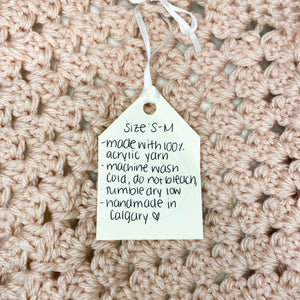 size: S-M
-made with 100%
acrylic yarn
-machine wash
cold, do not bleach,
tumble dry low
-handmade in
calgary ♡